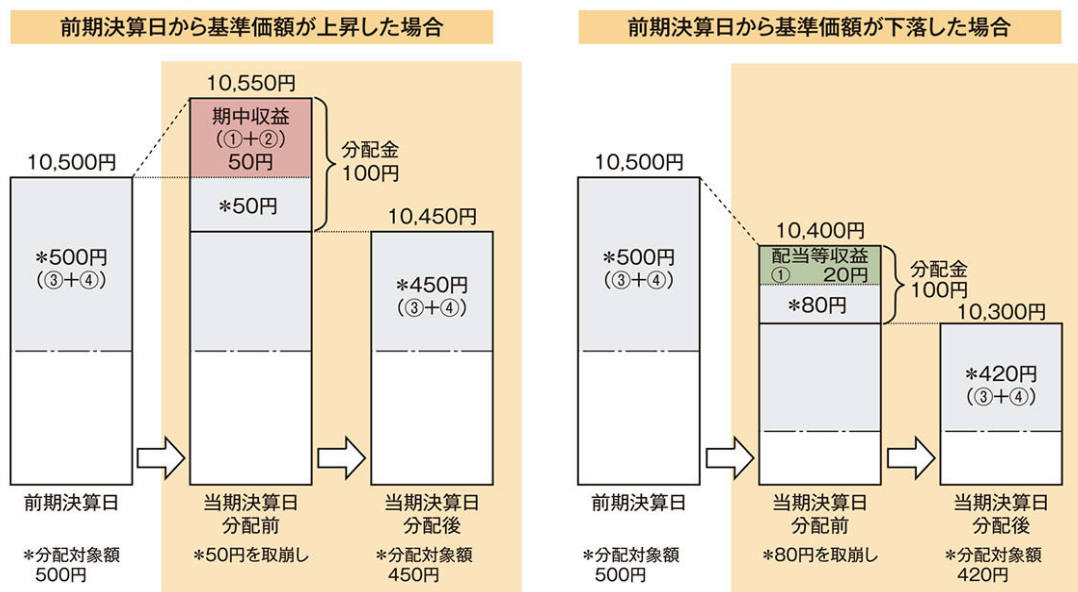 前期決算日から基準価額が上昇した場合
10,550円
期中収益
(①+②)
50円
分配金
100円
10,500円
*50円
10,450円
*500円
(③+④)
*450円
(③+④)
前期決算日
当期決算日
分配前
当期決算日
分配後
*分配対象額
500円
*50円を取崩し
*分配対象額
450円
前期決算日から基準価額が下落した場合
10,500円
10,400円
配当等収益
① 20円
分配金
100円
*80円
10,300円
*500円
(③+④)
*420円
(③+④)
前期決算日
当期決算日
分配前
当期決算日
分配後
*分配対象額
500円
*80円を取崩し
*分配対象額
420円